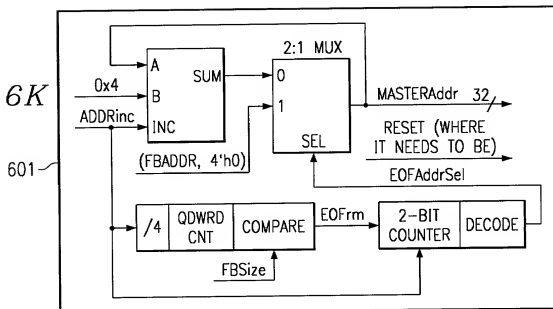 2:1 MUX
A
SUM
0
0x4
6K
B
1
MASTERAddr 32
ADDRinc
INC
RESET (WHERE
IT NEEDS TO BE)
SEL
(FBADDR, 4'h0)
601
EOFAddrSel
/4
QDWRD
CNT
COMPARE
EOFrm
2-BIT
COUNTER
DECODE
FBSize